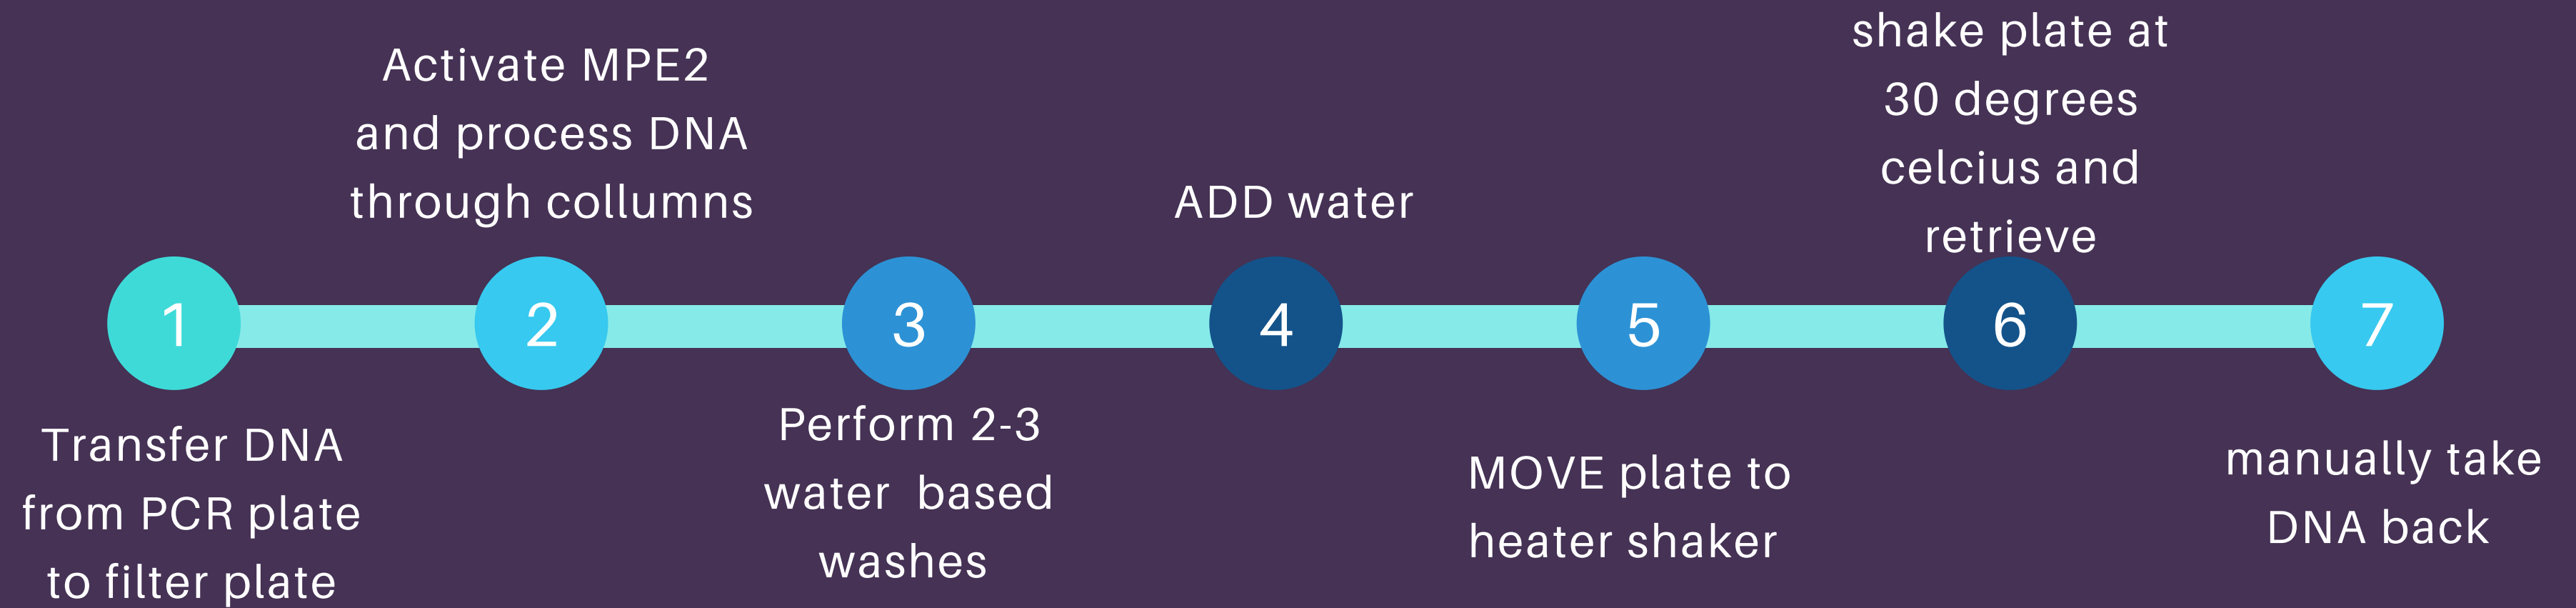 1
Transfer DNA
from PCR plate
to filter plate
2
Activate MPE2
and process DNA
through collumns
3
Perform 2-3
water  based
washes
4
ADD water
5
MOVE plate to
heater shaker
6
shake plate at
30 degrees
celcius and
retrieve
7
manually take
DNA back